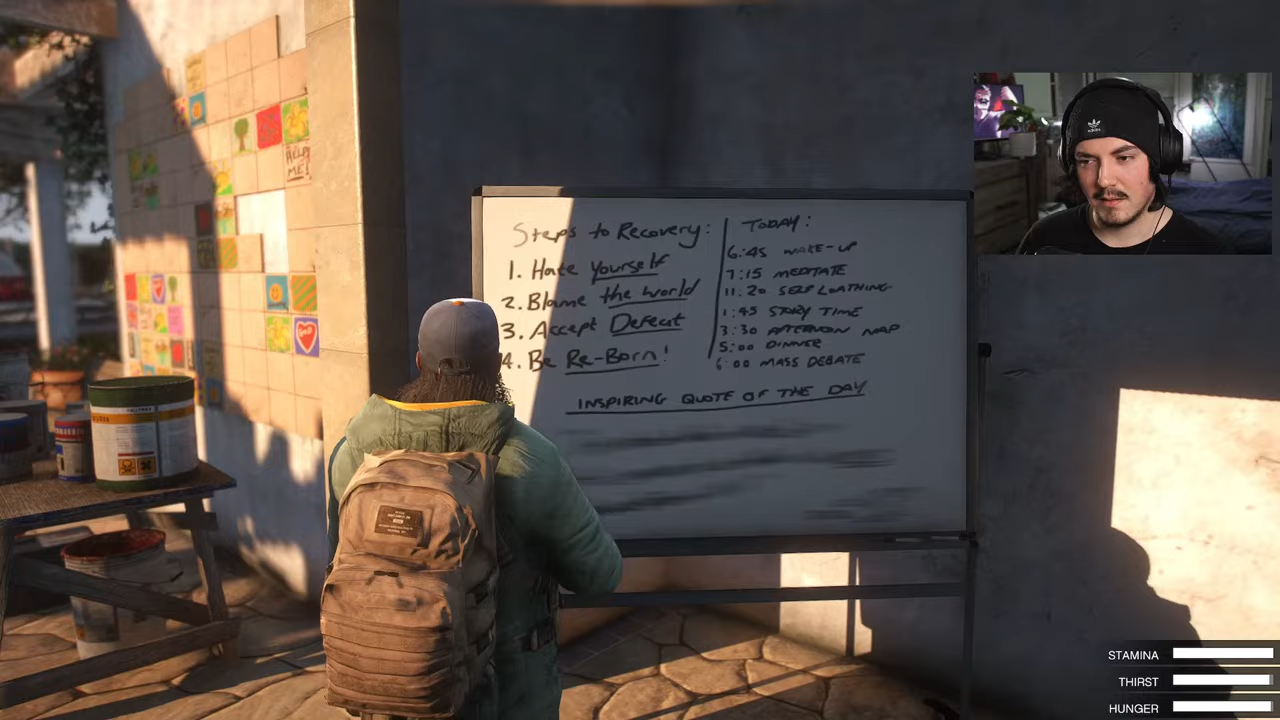 HELP
ME!
Steps to Recovery:
1. Hate Yourself
2. Blame the World
3. Accept Defeat
4. Be Re-Born!
TODAY:
6:45 WAKE-UP
7:15 MEDITATE
11:20 SELF LOATHING
1:45 STORY TIME
3:30 AFTERNOON NAP
5:00 DINNER
6:00 MASS DEBATE
INSPIRING QUOTE OF THE DAY
STAMINA
THIRST
HUNGER